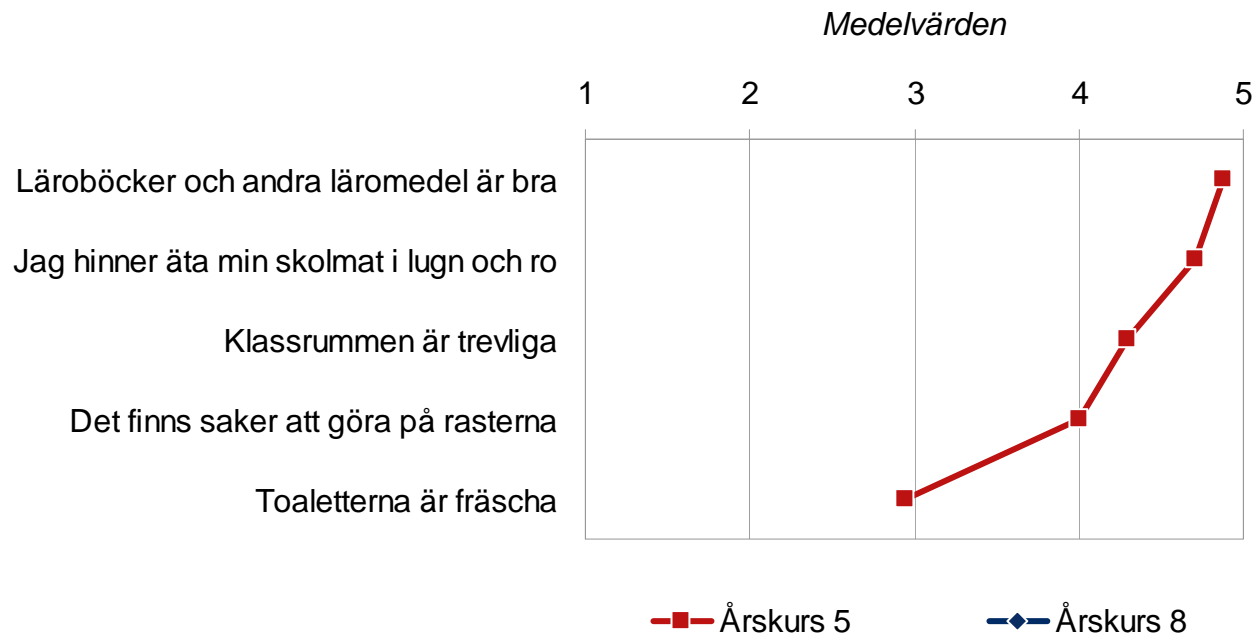 Medelvärden
1 2 3 4 5
Läroböcker och andra läromedel är bra
Jag hinner äta min skolmat i lugn och ro
Klassrummen är trevliga
Det finns saker att göra på rasterna
Toaletterna är fräscha
Årskurs 5 Årskurs 8